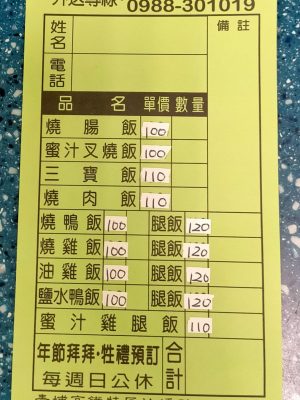 外送專線 0988-301019
姓名 備註
電話
品名 單價 數量
燒腸飯 100
蜜汁叉燒飯 100
三寶飯 110
燒肉飯 110
燒鴨飯 100 腿飯 120
燒雞飯 100 腿飯 120
油雞飯 100 腿飯 120
鹽水鴨飯 100 腿飯 120
蜜汁雞腿飯 110
年節拜拜·牲禮預訂 合計
每週日公休